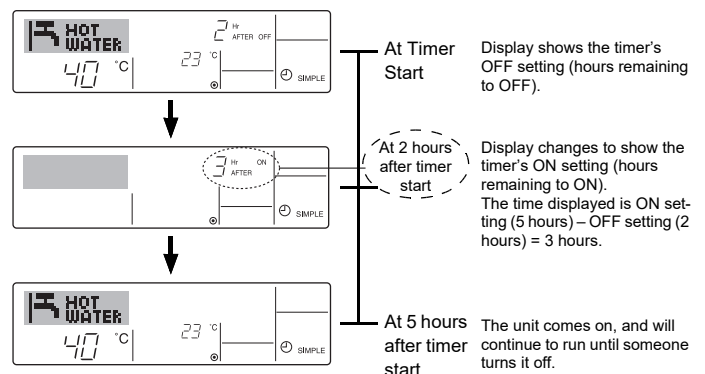 HOT
WATER
2 Hr
AFTER OFF
40 °C
23 °C
SIMPLE
At Timer
Start
Display shows the timer's
OFF setting (hours remaining
to OFF).
3 Hr ON
AFTER
SIMPLE
At 2 hours
after timer
start
Display changes to show the
timer's ON setting (hours
remaining to ON).
The time displayed is ON set-
ting (5 hours) – OFF setting (2
hours) = 3 hours.
HOT
WATER
40 °C
23 °C
SIMPLE
At 5 hours
after timer
start
The unit comes on, and will
continue to run until someone
turns it off.